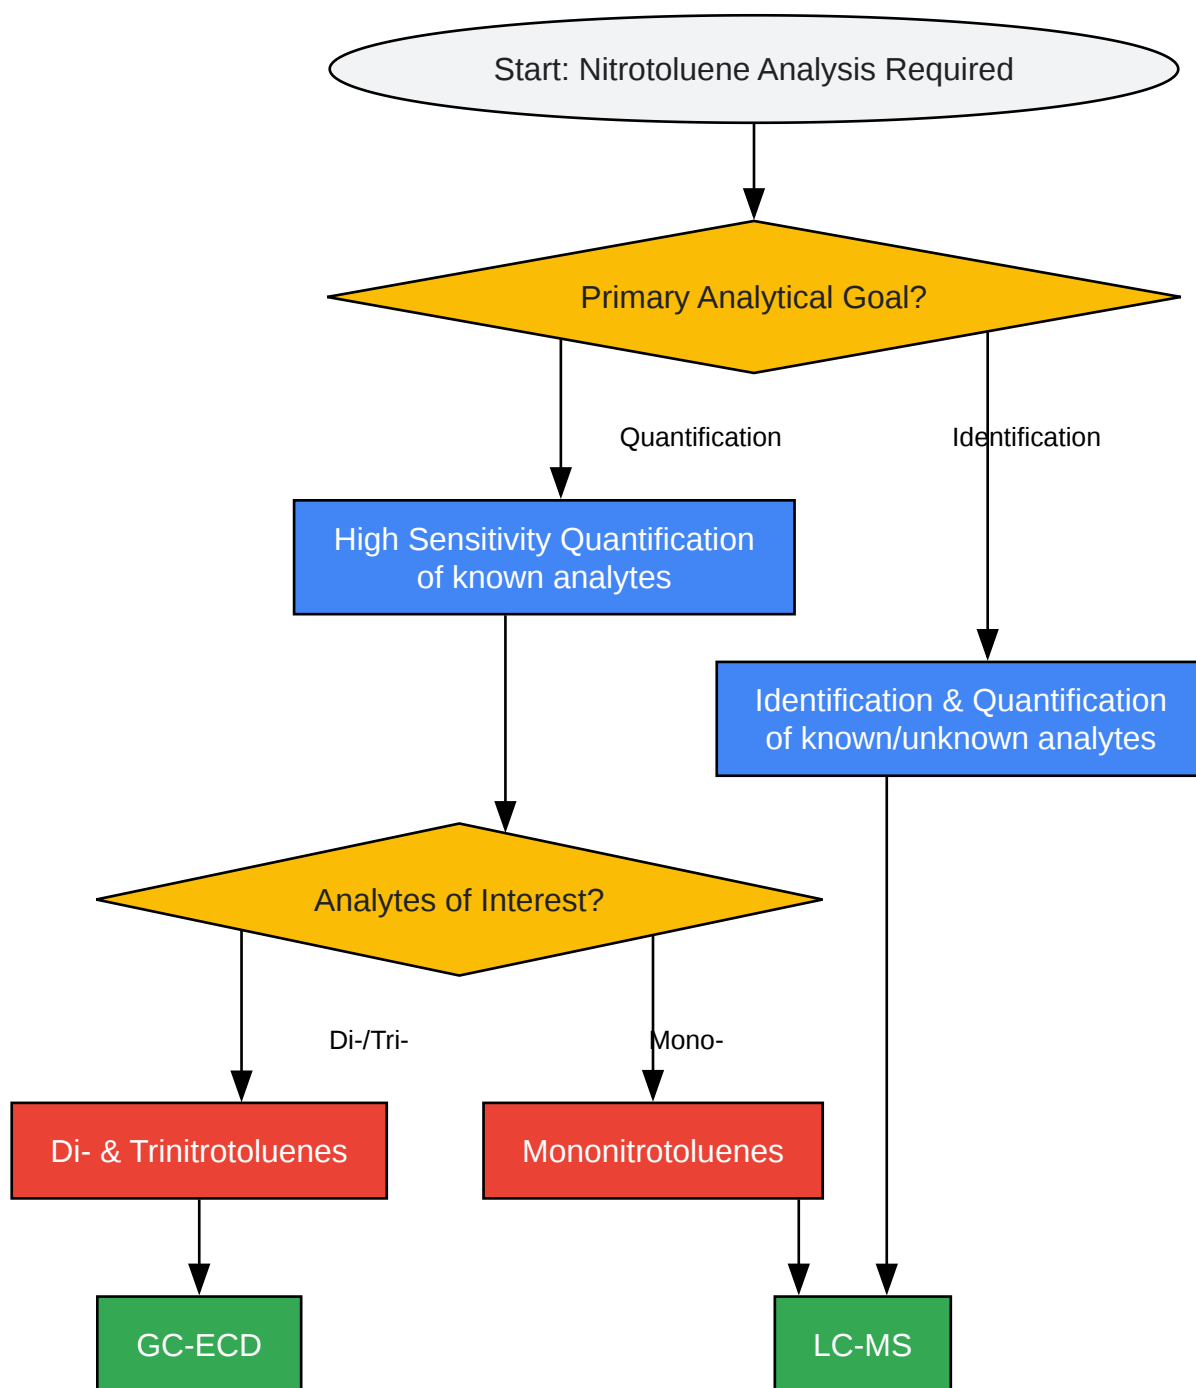 Start: Nitrotoluene Analysis Required
Primary Analytical Goal?
Quantification
Identification
High Sensitivity Quantification
of known analytes
Identification & Quantification
of known/unknown analytes
Analytes of Interest?
Di-/Tri-
Mono-
Di- & Trinitrotoluenes
Mononitrotoluenes
GC-ECD
LC-MS